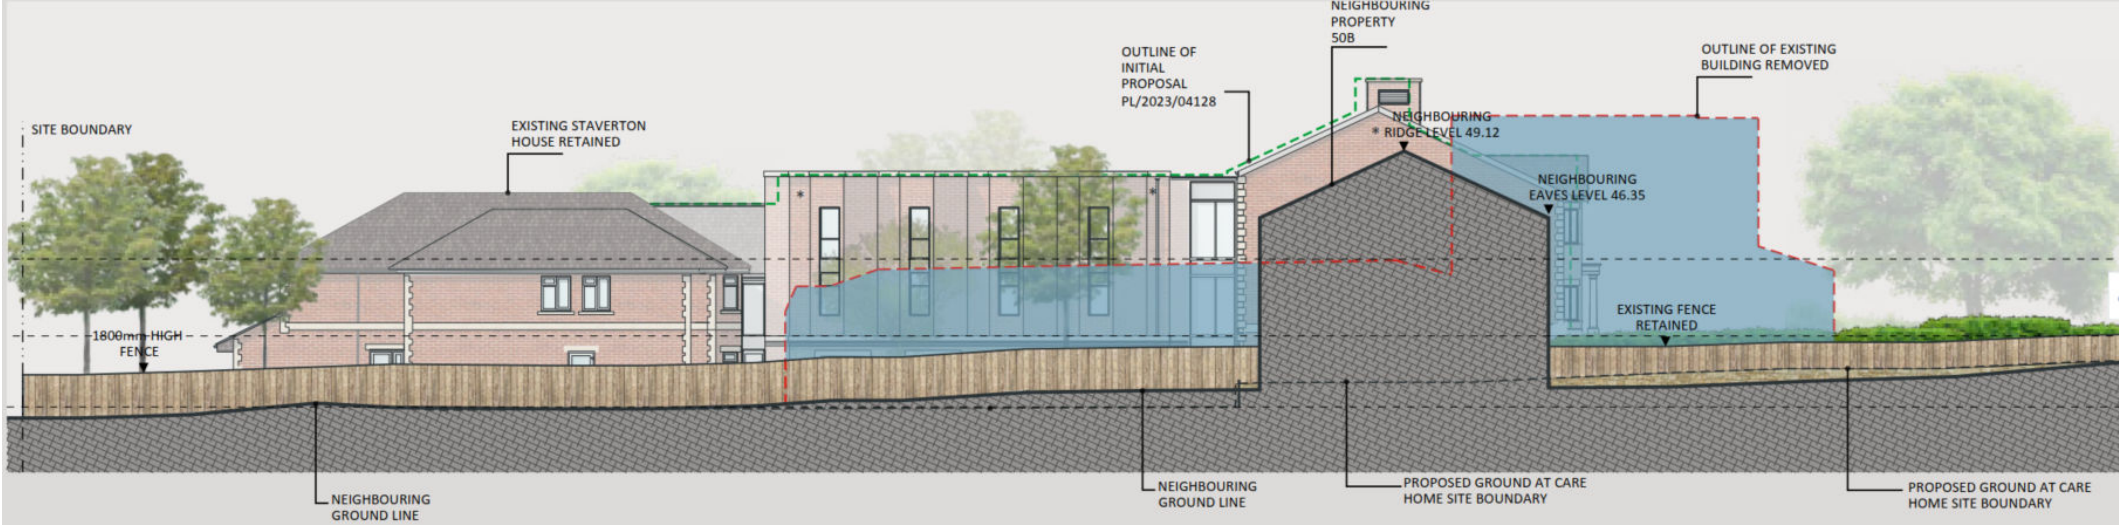 NEIGHBOURING
PROPERTY
50B
OUTLINE OF
INITIAL
PROPOSAL
PL/2023/04128
OUTLINE OF EXISTING
BUILDING REMOVED
SITE BOUNDARY
EXISTING STAVERTON
HOUSE RETAINED
NEIGHBOURING
* RIDGE LEVEL 49.12
NEIGHBOURING
EAVES LEVEL 46.35
*
*
1800mm HIGH
FENCE
EXISTING FENCE
RETAINED
NEIGHBOURING
GROUND LINE
NEIGHBOURING
GROUND LINE
PROPOSED GROUND AT CARE
HOME SITE BOUNDARY
PROPOSED GROUND AT CARE
HOME SITE BOUNDARY